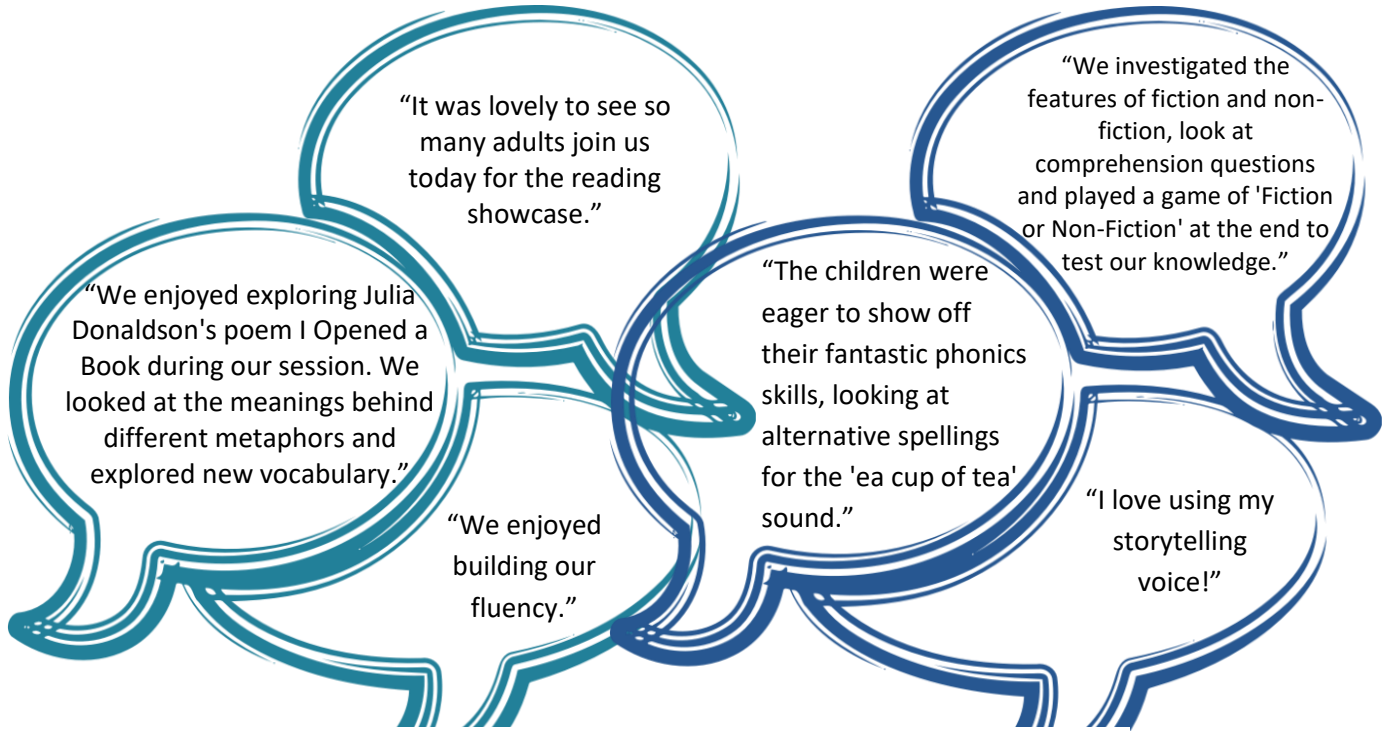 “It was lovely to see so
many adults join us
today for the reading
showcase.”
“We investigated the
features of fiction and non-
fiction, look at
comprehension questions
and played a game of 'Fiction
or Non-Fiction' at the end to
test our knowledge.”
“We enjoyed exploring Julia
Donaldson's poem I Opened a
Book during our session. We
looked at the meanings behind
different metaphors and
explored new vocabulary.”
“The children were
eager to show off
their fantastic phonics
skills, looking at
alternative spellings
for the 'ea cup of tea'
sound.”
“We enjoyed
building our
fluency.”
“I love using my
storytelling
voice!”